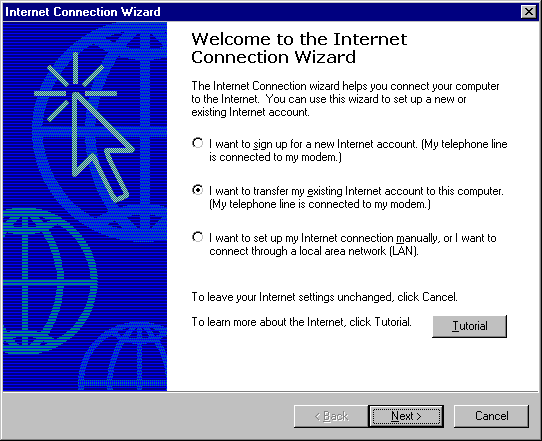 Internet Connection Wizard
Welcome to the Internet
Connection Wizard
The Internet Connection wizard helps you connect your computer
to the Internet. You can use this wizard to set up a new or
existing Internet account.
I want to sign up for a new Internet account. (My telephone line
is connected to my modem.)
I want to transfer my existing Internet account to this computer.
(My telephone line is connected to my modem.)
I want to set up my Internet connection manually, or I want to
connect through a local area network (LAN).
To leave your Internet settings unchanged, click Cancel.
To learn more about the Internet, click Tutorial.
Tutorial
< Back
Next >
Cancel